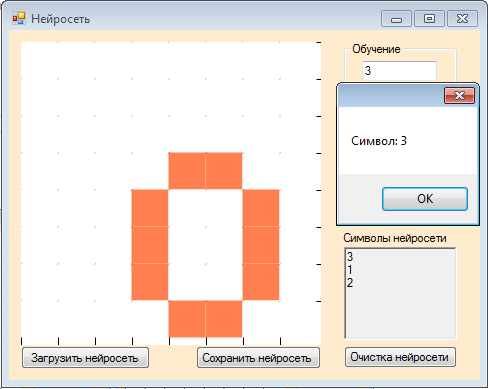 Нейросеть
Обучение
3
Символ: 3
OK
Символы нейросети
3
1
2
Загрузить нейросеть
Сохранить нейросеть
Очистка нейросети